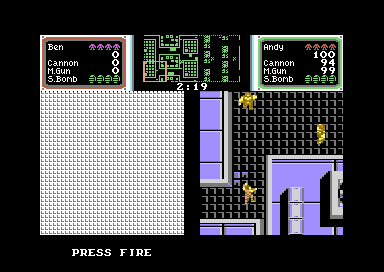 Ben
0
Cannon 0
M.Gun 0
S.Bomb
2:19
Andy
100
Cannon 94
M.Gun 99
S.Bomb
PRESS FIRE